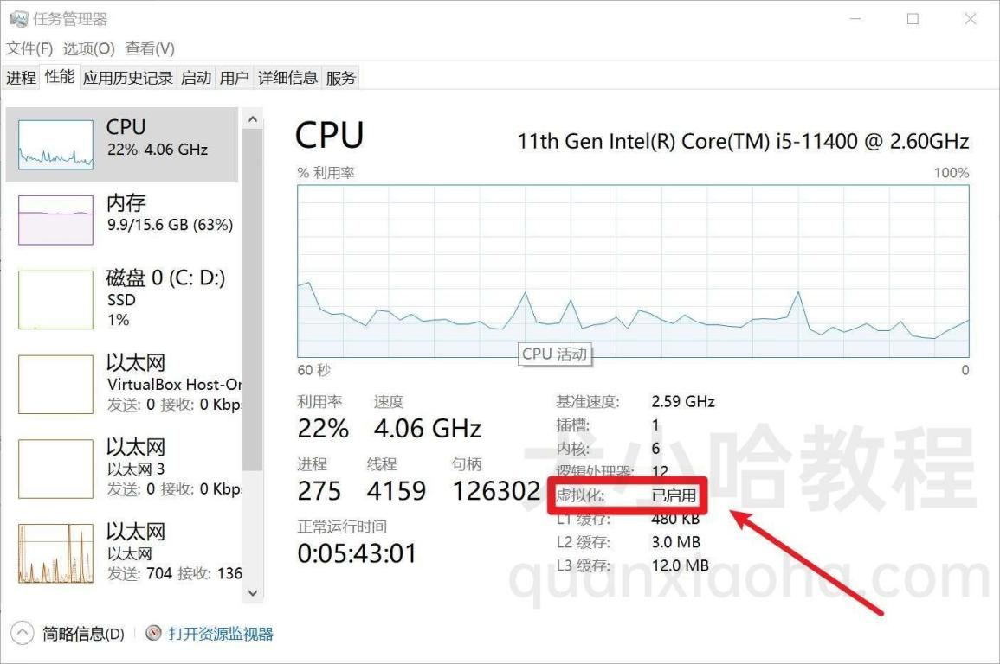 任务管理器
文件(F) 选项(O) 查看(V)
进程 性能 应用历史记录 启动 用户 详细信息 服务
CPU
22% 4.06 GHz
内存
9.9/15.6 GB (63%)
磁盘 0 (C: D:)
SSD
1%
以太网
VirtualBox Host-On
发送: 0 接收: 0 Kbps
以太网
以太网 3
发送: 0 接收: 0 Kbps
以太网
以太网
发送: 704 接收: 136
CPU
11th Gen Intel(R) Core(TM) i5-11400 @ 2.60GHz
% 利用率 100%
CPU 活动
60 秒 0
利用率 速度
22% 4.06 GHz
进程 线程 句柄
275 4159 126302
正常运行时间
0:05:43:01
基准速度: 2.59 GHz
插槽: 1
内核: 6
逻辑处理器: 12
虚拟化: 已启用
L1 缓存: 480 KB
L2 缓存: 3.0 MB
L3 缓存: 12.0 MB
犬小哈教程
quanxiaoha.com
简略信息(D) 打开资源监视器